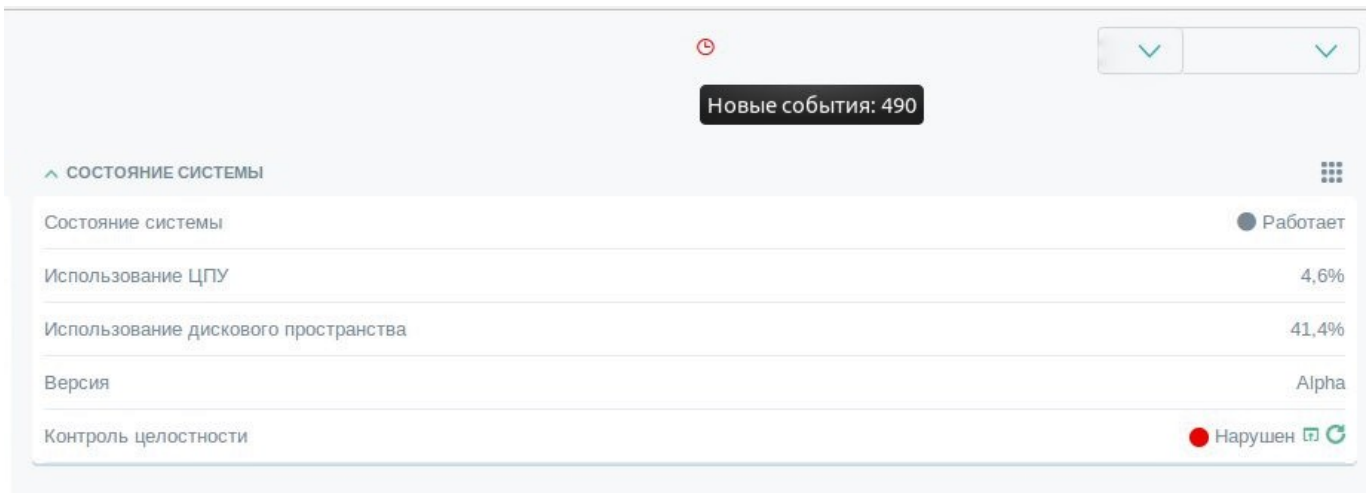 Новые события: 490
СОСТОЯНИЕ СИСТЕМЫ
Состояние системы Работает
Использование ЦПУ 4,6%
Использование дискового пространства 41,4%
Версия Alpha
Контроль целостности Нарушен